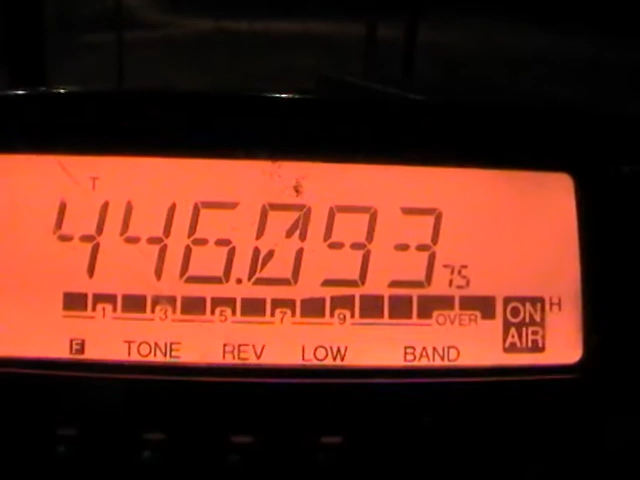 T
446.093 75
1 3 5 7 9 OVER
ON AIR H
F TONE REV LOW BAND